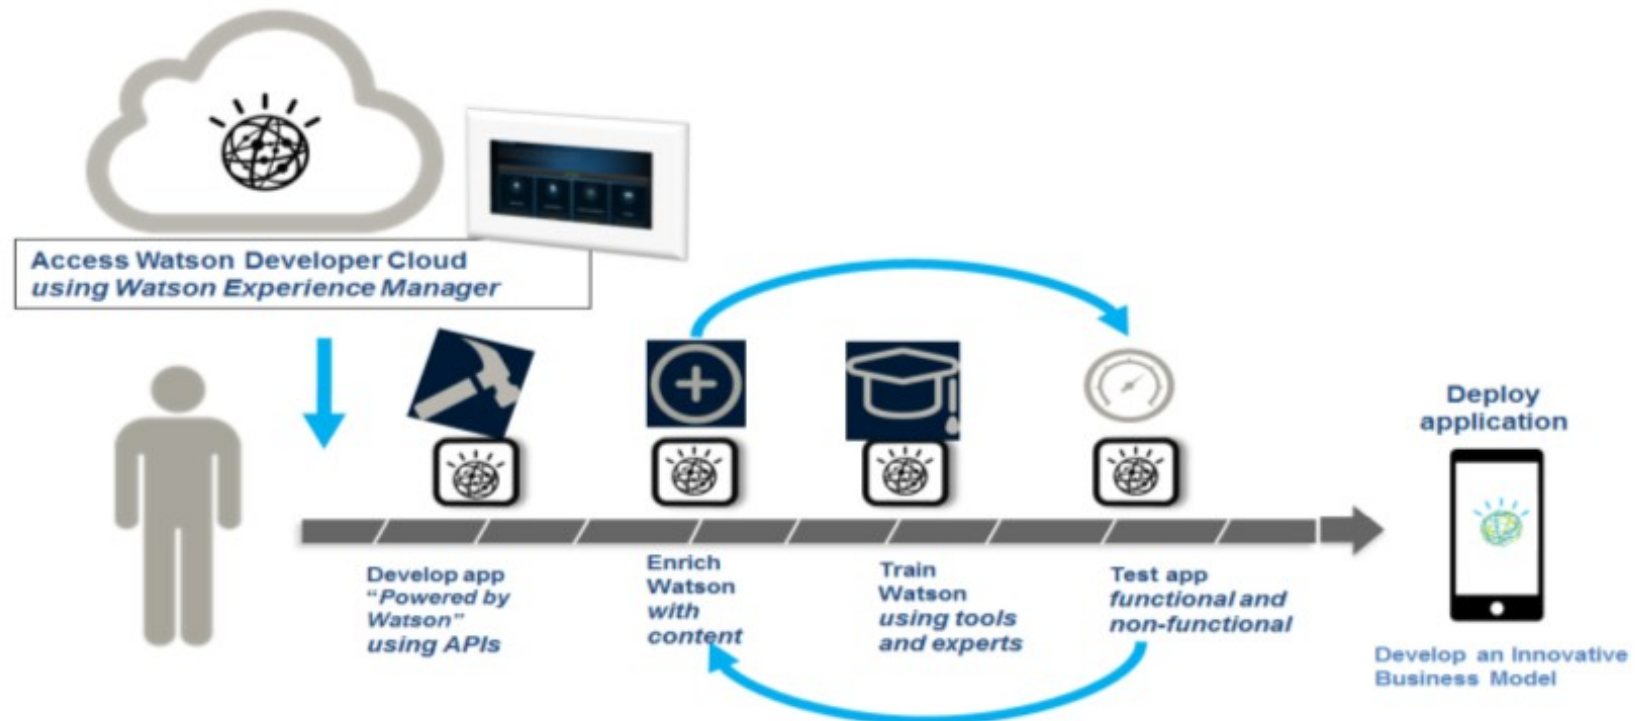 Access Watson Developer Cloud
using Watson Experience Manager
Develop app
“Powered by
Watson”
using APIs
Enrich
Watson
with
content
Train
Watson
using tools
and experts
Test app
functional and
non-functional
Deploy
application
Develop an Innovative
Business Model